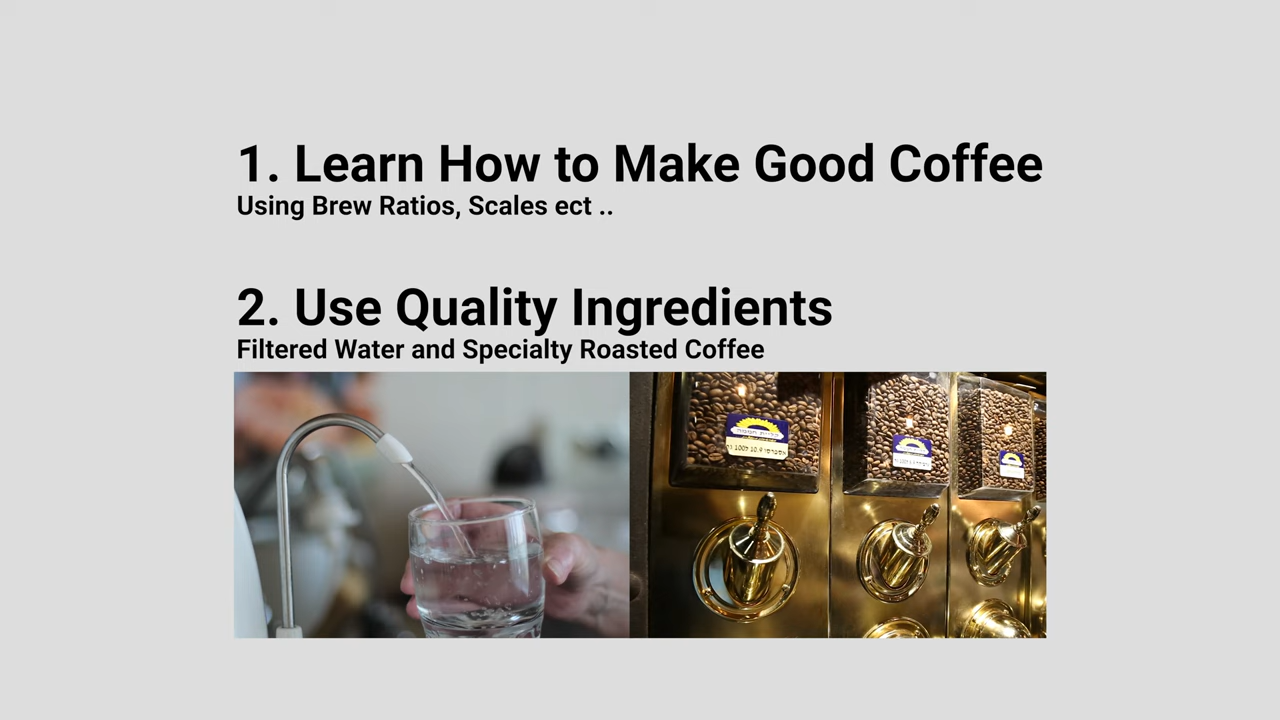 1. Learn How to Make Good Coffee
Using Brew Ratios, Scales ect ..
2. Use Quality Ingredients
Filtered Water and Specialty Roasted Coffee